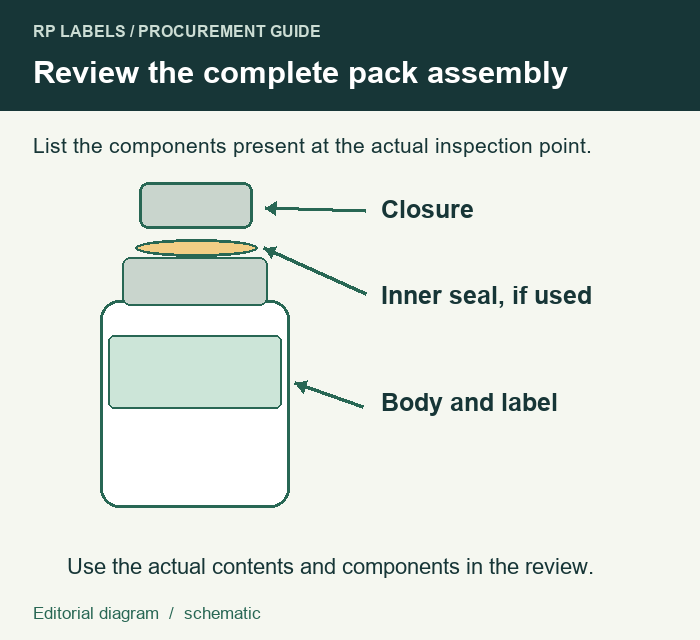 RP LABELS / PROCUREMENT GUIDE
Review the complete pack assembly
List the components present at the actual inspection point.
Closure
Inner seal, if used
Body and label
Use the actual contents and components in the review.
Editorial diagram / schematic